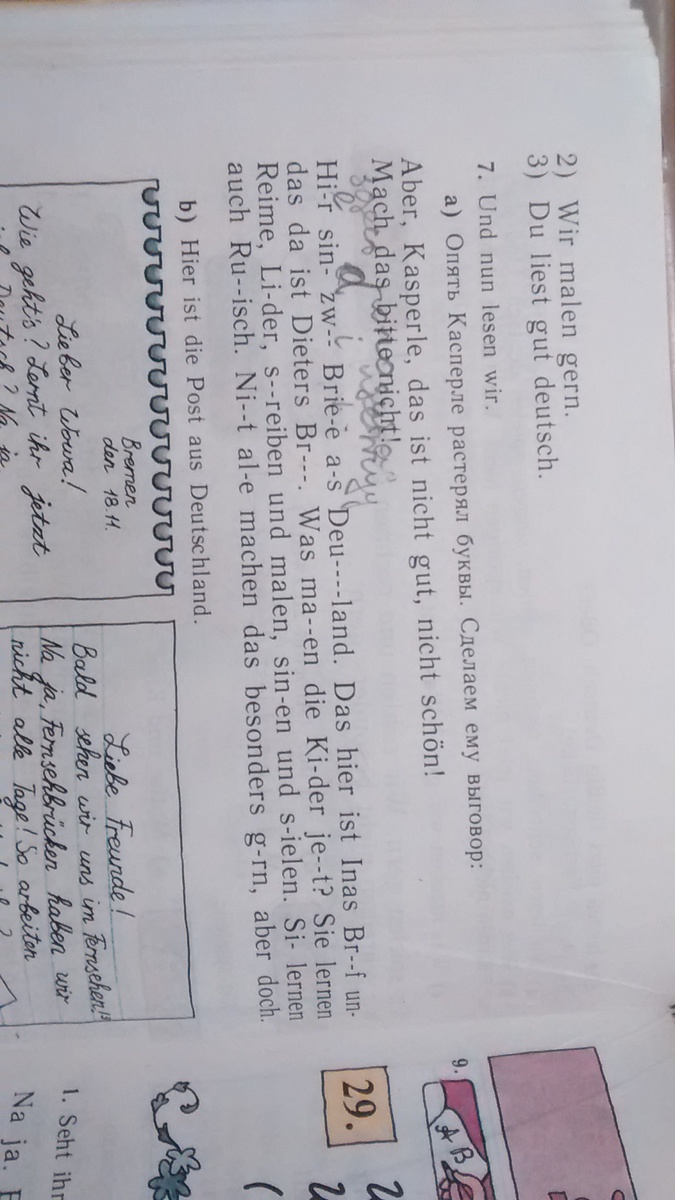 2) Wir malen gern.
3) Du liest gut deutsch.
7. Und nun lesen wir.
a) Опять Касперле растерял буквы. Сделаем ему выговор:
Aber, Kasperle, das ist nicht gut, nicht schön!
Mach das bitte nicht!
Hi-r sin- zw-- Brie-e a-s Deu----land. Das hier ist Inas Br--f un-
das da ist Dieters Br---. Was ma--en die Ki-der je--t? Sie lernen
Reime, Li-der, s--reiben und malen, sin-en und s-ielen. Si- lernen
auch Ru--isch. Ni--t al-e machen das besonders g-rn, aber doch.
b) Hier ist die Post aus Deutschland.
Bremen
den 18.11.
Lieber Wowa!
Wie geht's? Lernt ihr jetzt
Deutsch? Na ja
Liebe Freunde!
Bald sehen wir uns im Fernsehen!
Na ja, Fernsehbrücken haben wir
nicht alle Tage! So arbeiten
9.
A B
29.
1. Seht ihr
Na ja.